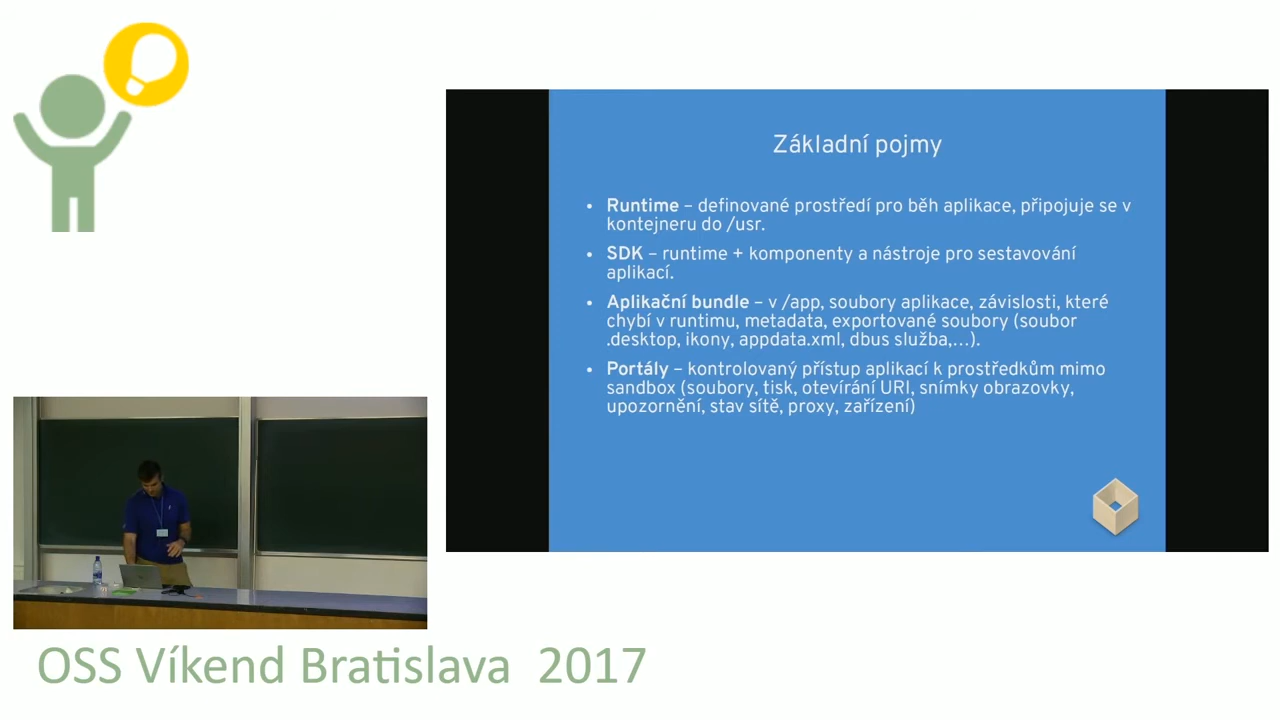 Základní pojmy
• Runtime – definované prostředí pro běh aplikace, připojuje se v
kontejneru do /usr.
• SDK – runtime + komponenty a nástroje pro sestavování
aplikací.
• Aplikační bundle – v /app, soubory aplikace, závislosti, které
chybí v runtimu, metadata, exportované soubory (soubor
.desktop, ikony, appdata.xml, dbus služba,...).
• Portály – kontrolovaný přístup aplikací k prostředkům mimo
sandbox (soubory, tisk, otevírání URI, snímky obrazovky,
upozornění, stav sítě, proxy, zařízení)
OSS Víkend Bratislava 2017